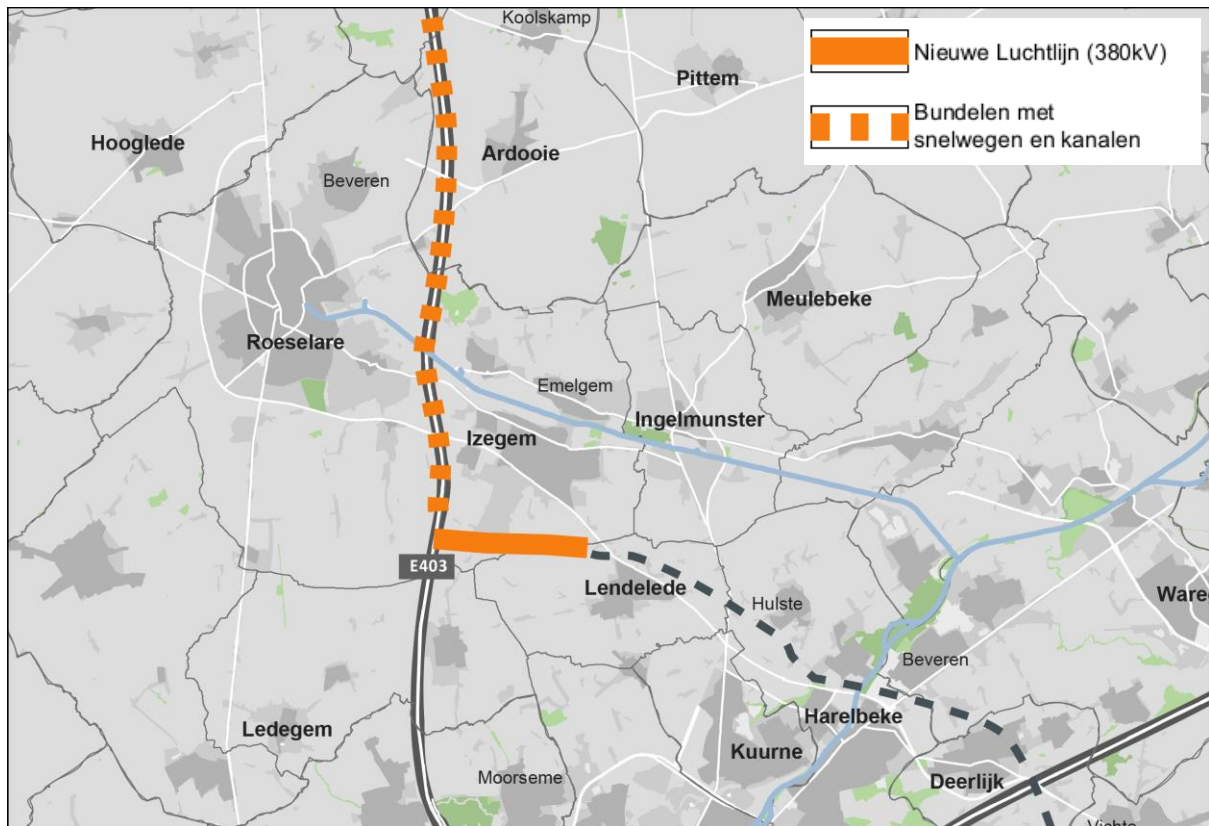 Koolskamp
Nieuwe Luchtlijn (380kV)
Pittem
Bundelen met
snelwegen en kanalen
Hooglede
Ardooie
Beveren
Meulebeke
Roeselare
Emelgem
Ingelmunster
Izegem
E403
Lendelede
Hulste
Beveren
Harelbeke
Ledegem
Kuurne
Moorseme
Deerlijk